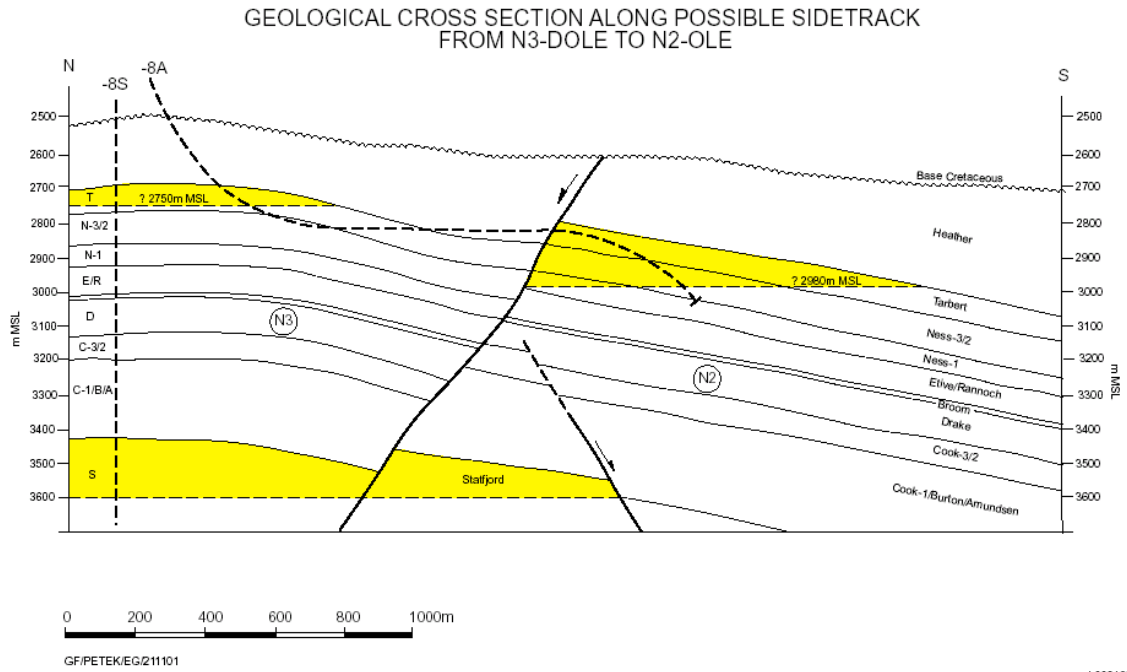 GEOLOGICAL CROSS SECTION ALONG POSSIBLE SIDETRACK
FROM N3-DOLE TO N2-OLE
N
-8A
-8S
S
2500
2600
2700
2800
2900
3000
3100
3200
3300
3400
3500
3600
m MSL
2500
2600
2700
2800
2900
3000
3100
3200
3300
3400
3500
3600
m MSL
Base Cretaceous
T
? 2750m MSL
N-3/2
N-1
E/R
D
C-3/2
C-1/B/A
S
N3
N2
Heather
? 2980m MSL
Tarbert
Ness-3/2
Ness-1
Etive/Rannoch
Broom
Drake
Cook-3/2
Cook-1/Burton/Amundsen
Statfjord
0 200 400 600 800 1000m
GF/PETEK/EG/211101